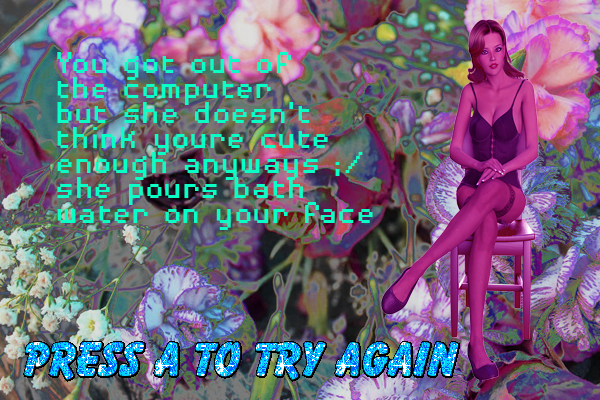 You got out of
the computer
but she doesn't
think youre cute
enough anyways :/
she pours bath
water on your face
PRESS A TO TRY AGAIN